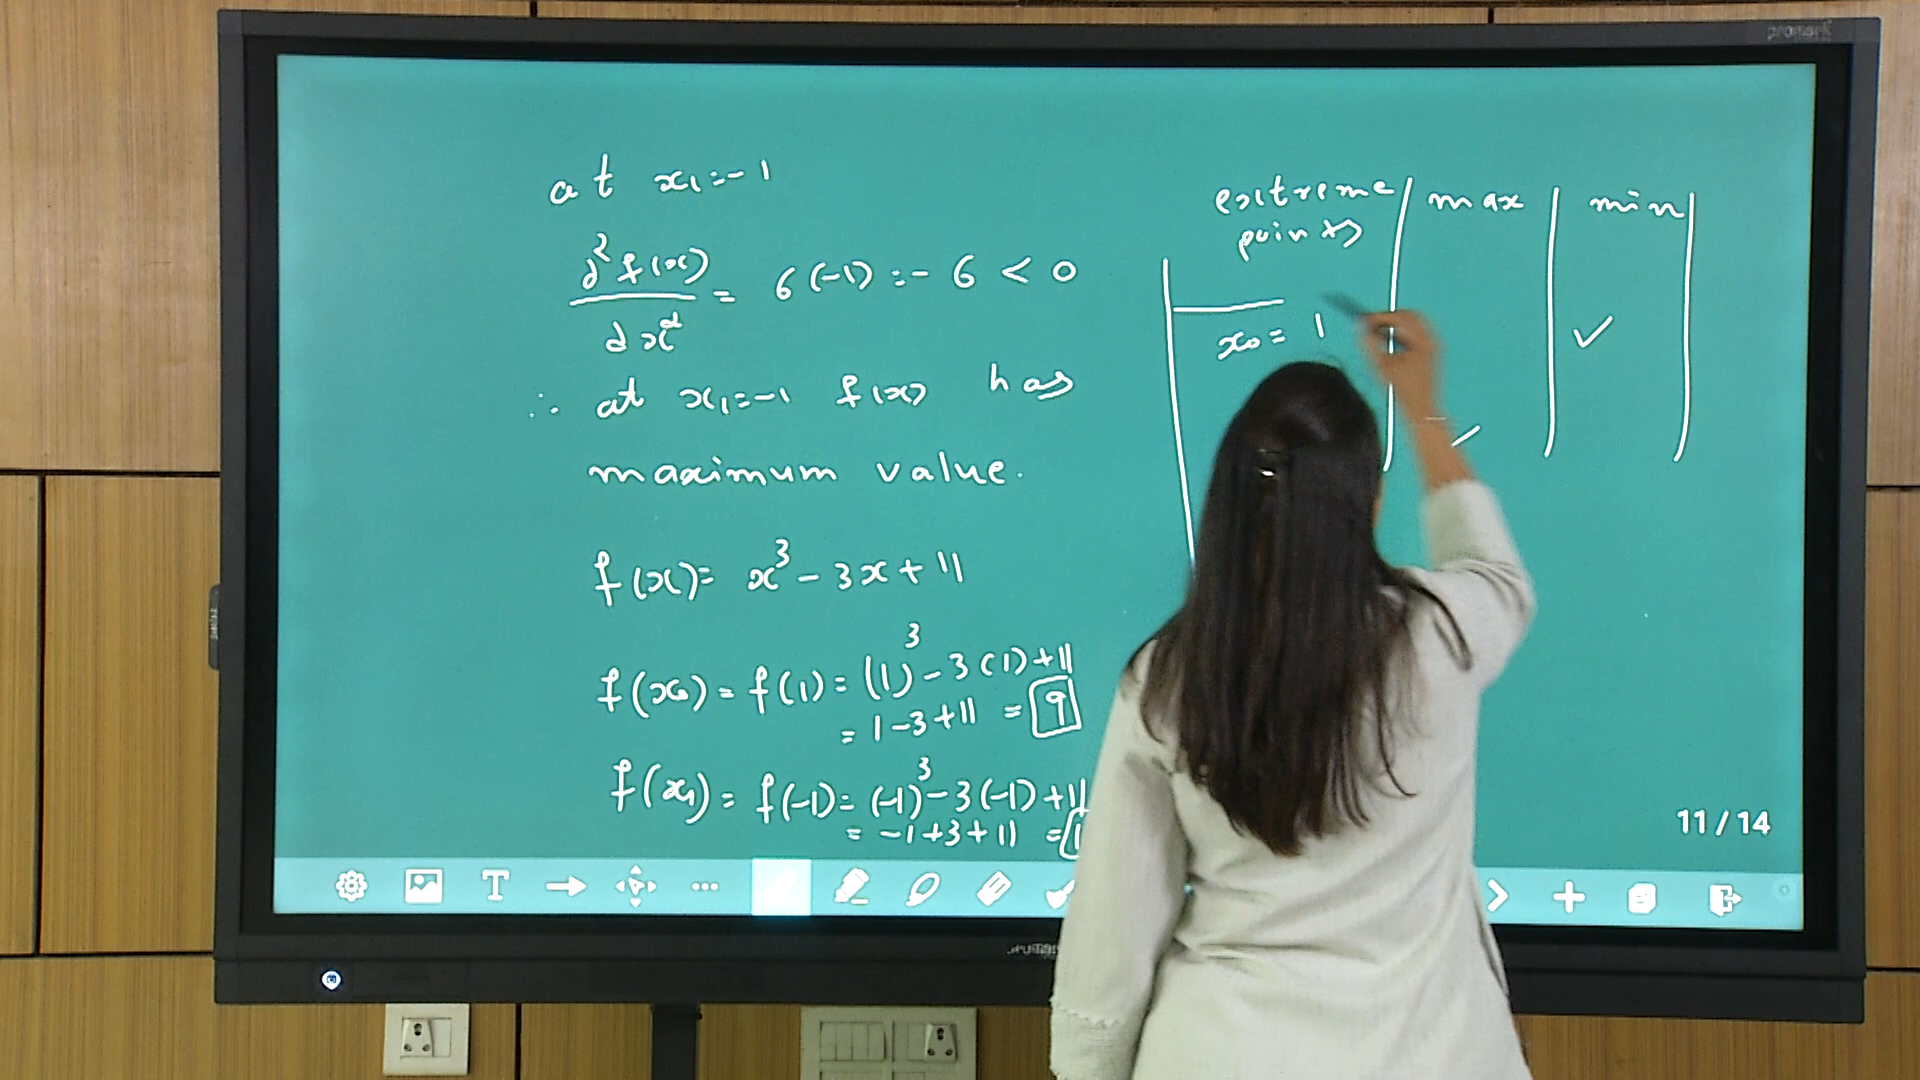 at x₁=-1
d²f(x)/dx² = 6(-1)=-6<0
∴ at x₁=-1 f(x) has
maximum value.
f(x)= x³-3x+11
f(x₀)=f(1)=(1)³-3(1)+11
=1-3+11 =9
f(x₁)=f(-1)=(-1)³-3(-1)+11
=-1+3+11 =
extreme points max min
x₀=1 ✓
11/14
T
promark